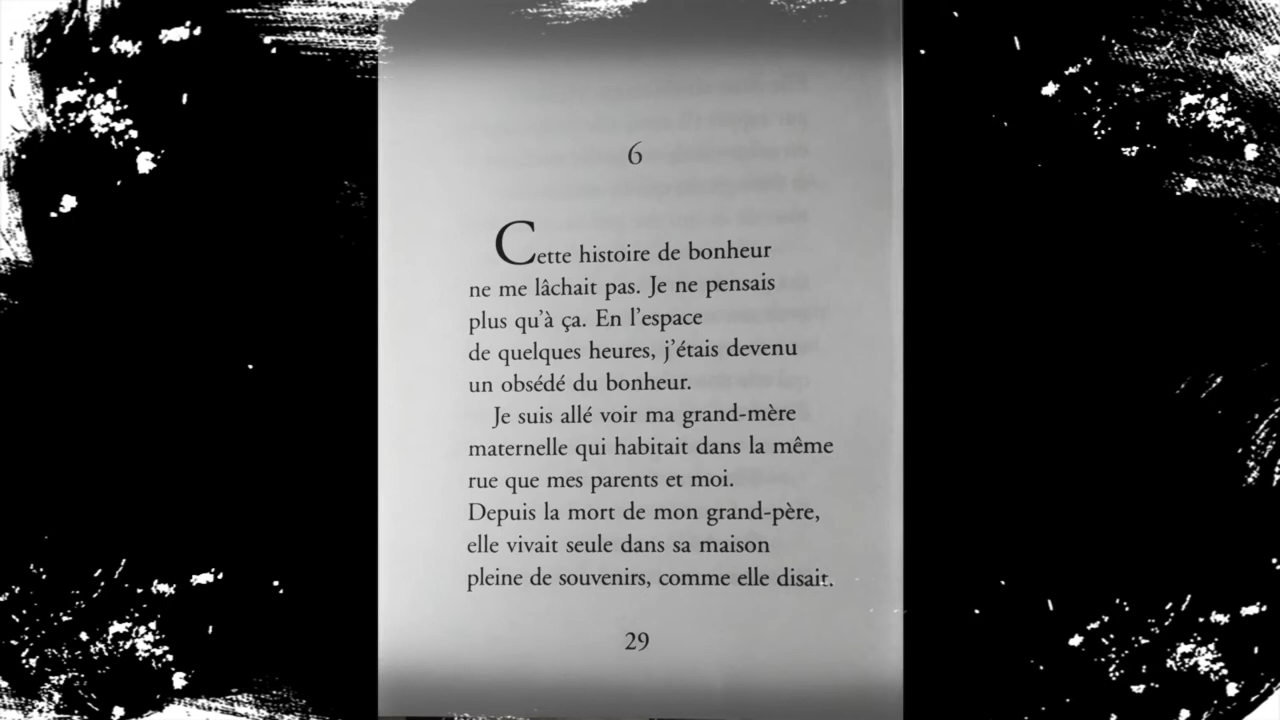 6
Cette histoire de bonheur
ne me lâchait pas. Je ne pensais
plus qu'à ça. En l'espace
de quelques heures, j'étais devenu
un obsédé du bonheur.
Je suis allé voir ma grand-mère
maternelle qui habitait dans la même
rue que mes parents et moi.
Depuis la mort de mon grand-père,
elle vivait seule dans sa maison
pleine de souvenirs, comme elle disait.
29